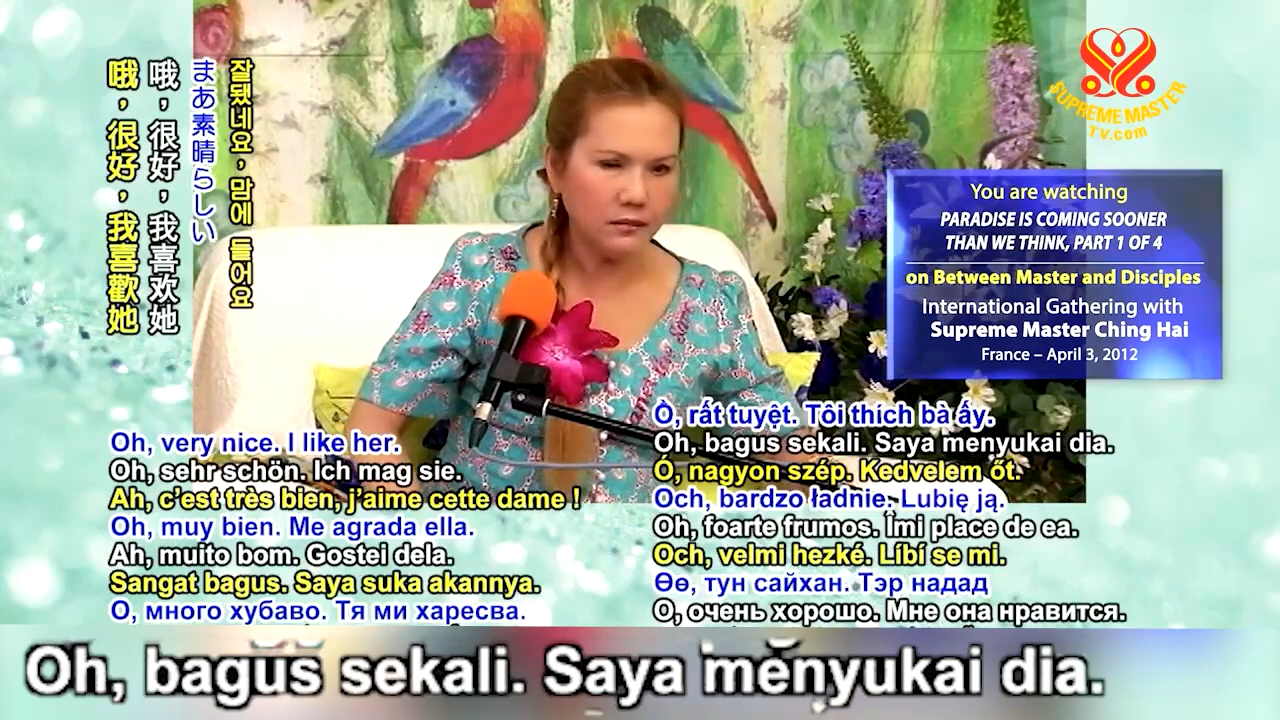 잘됐네요, 맘에 들어요
まあ素晴らしい
哦，很好，我喜欢她
哦，很好，我喜歡她
SUPREME MASTER
TV.com
You are watching
PARADISE IS COMING SOONER
THAN WE THINK, PART 1 OF 4
on Between Master and Disciples
International Gathering with
Supreme Master Ching Hai
France – April 3, 2012
Oh, very nice. I like her.
Oh, sehr schön. Ich mag sie.
Ah, c’est très bien, j’aime cette dame !
Oh, muy bien. Me agrada ella.
Ah, muito bom. Gostei dela.
Sangat bagus. Saya suka akannya.
О, много хубаво. Тя ми харесва.
Ồ, rất tuyệt. Tôi thích bà ấy.
Oh, bagus sekali. Saya menyukai dia.
Ó, nagyon szép. Kedvelem őt.
Och, bardzo ładnie. Lubię ją.
Oh, foarte frumos. Îmi place de ea.
Och, velmi hezké. Líbí se mi.
Өө, тун сайхан. Тэр надад
О, очень хорошо. Мне она нравится.
Oh, bagus sekali. Saya menyukai dia.